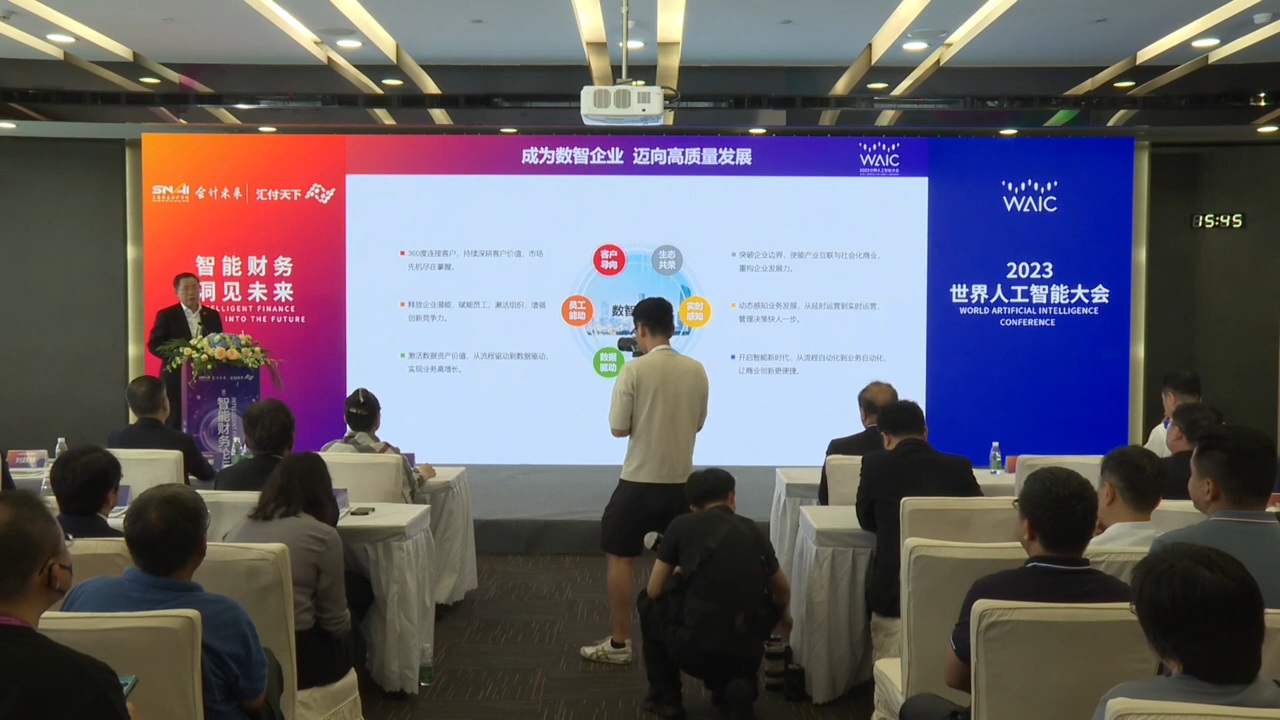 成为数智企业 迈向高质量发展
WAIC
SNAI
会计未来
汇付天下
智能财务
洞见未来
INTO THE FUTURE
360度连接客户，持续深耕客户价值，市场
先机尽在掌握。
释放企业潜能，赋能员工，激活组织，增强
创新竞争力。
激活数据资产价值，从流程驱动到数据驱动，
实现业务高增长。
客户
导向
生态
共荣
员工
能动
数智
实时
感知
数据
驱动
突破企业边界，使能产业互联与社会化商业，
重构企业发展力。
动态感知业务发展，从延时运营到实时运营，
管理决策快人一步。
开启智能新时代，从流程自动化到业务自动化，
让商业创新更便捷。
WAIC
2023
世界人工智能大会
WORLD ARTIFICIAL INTELLIGENCE
CONFERENCE
15:45
智能财务